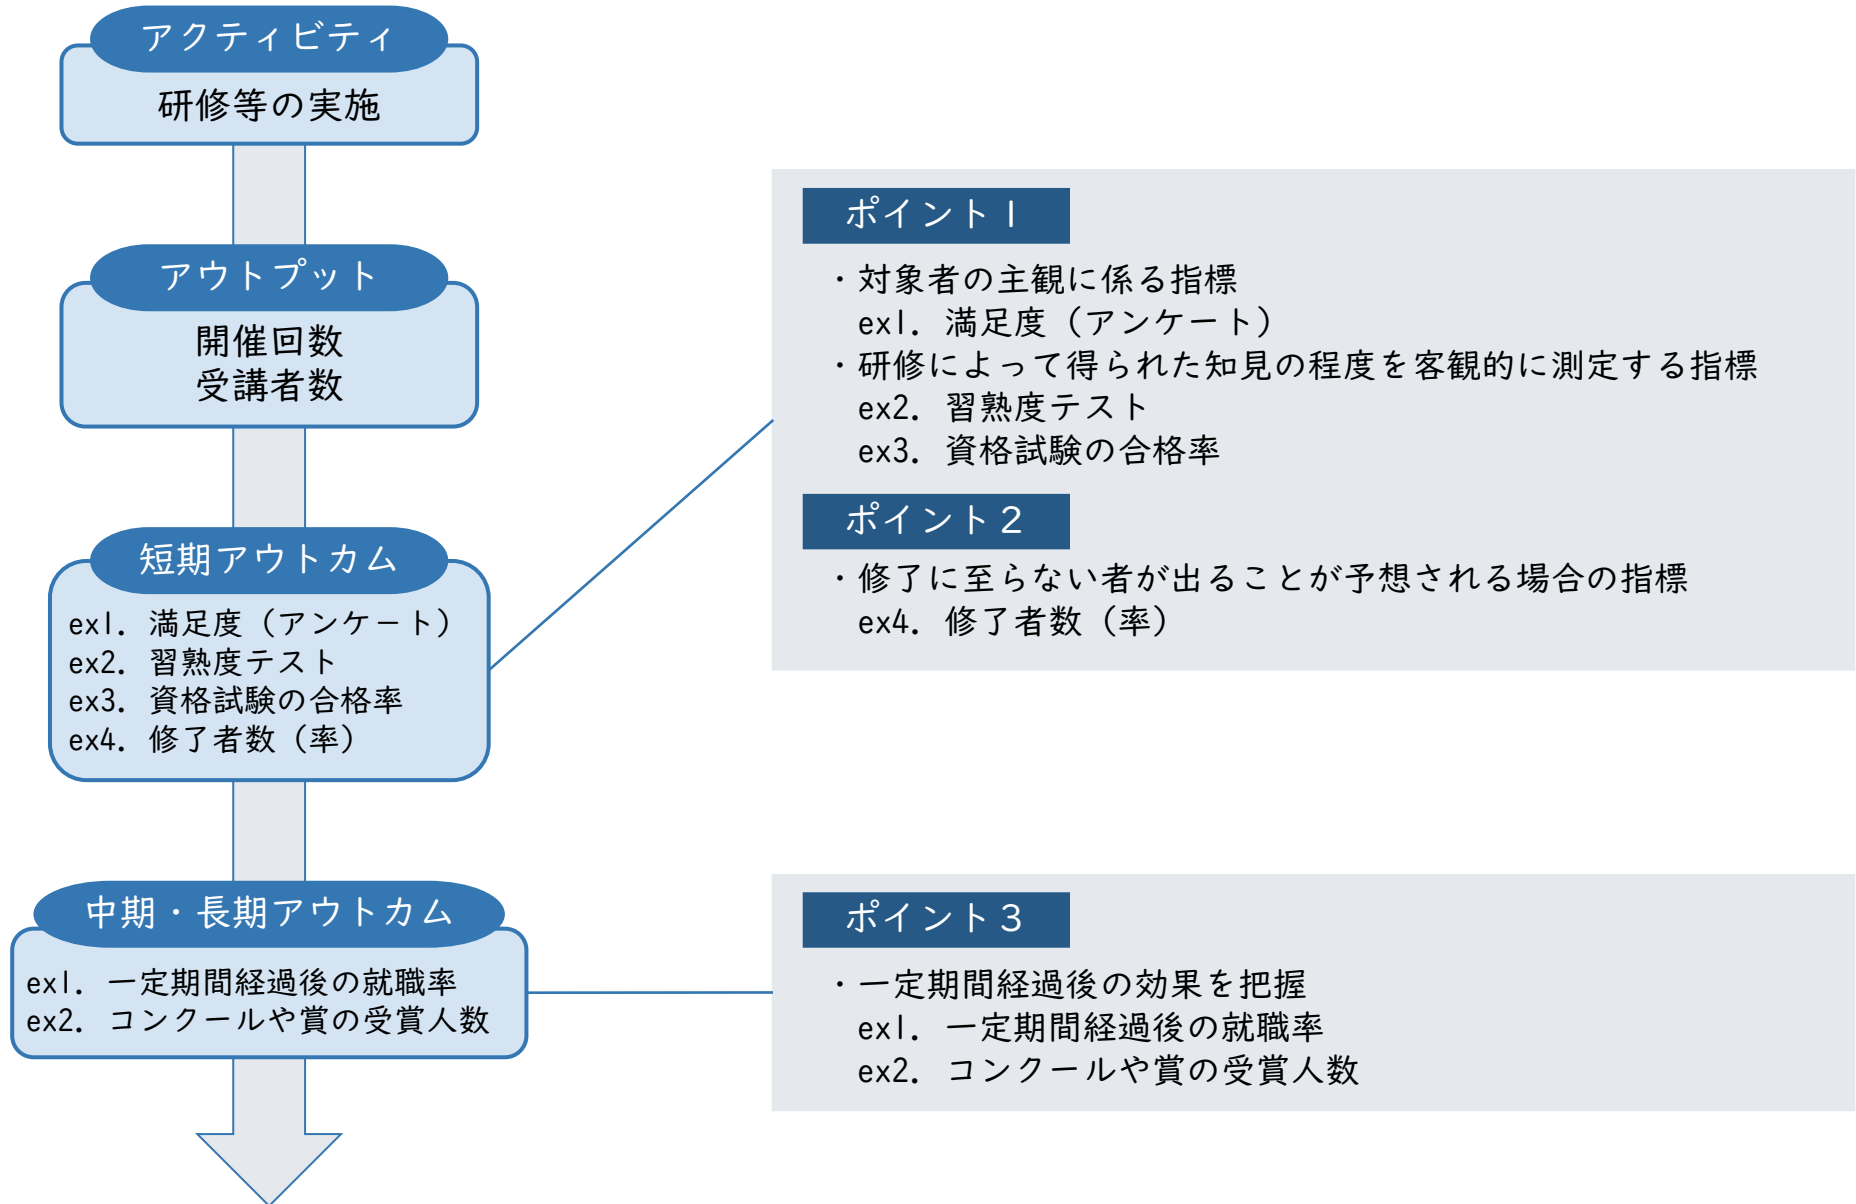 アクティビティ
研修等の実施
アウトプット
開催回数
受講者数
短期アウトカム
ex1. 満足度（アンケート）
ex2. 習熟度テスト
ex3. 資格試験の合格率
ex4. 修了者数（率）
中期・長期アウトカム
ex1. 一定期間経過後の就職率
ex2. コンクールや賞の受賞人数
ポイント1
・対象者の主観に係る指標
ex1. 満足度（アンケート）
・研修によって得られた知見の程度を客観的に測定する指標
ex2. 習熟度テスト
ex3. 資格試験の合格率
ポイント２
・修了に至らない者が出ることが予想される場合の指標
ex4. 修了者数（率）
ポイント３
・一定期間経過後の効果を把握
ex1. 一定期間経過後の就職率
ex2. コンクールや賞の受賞人数